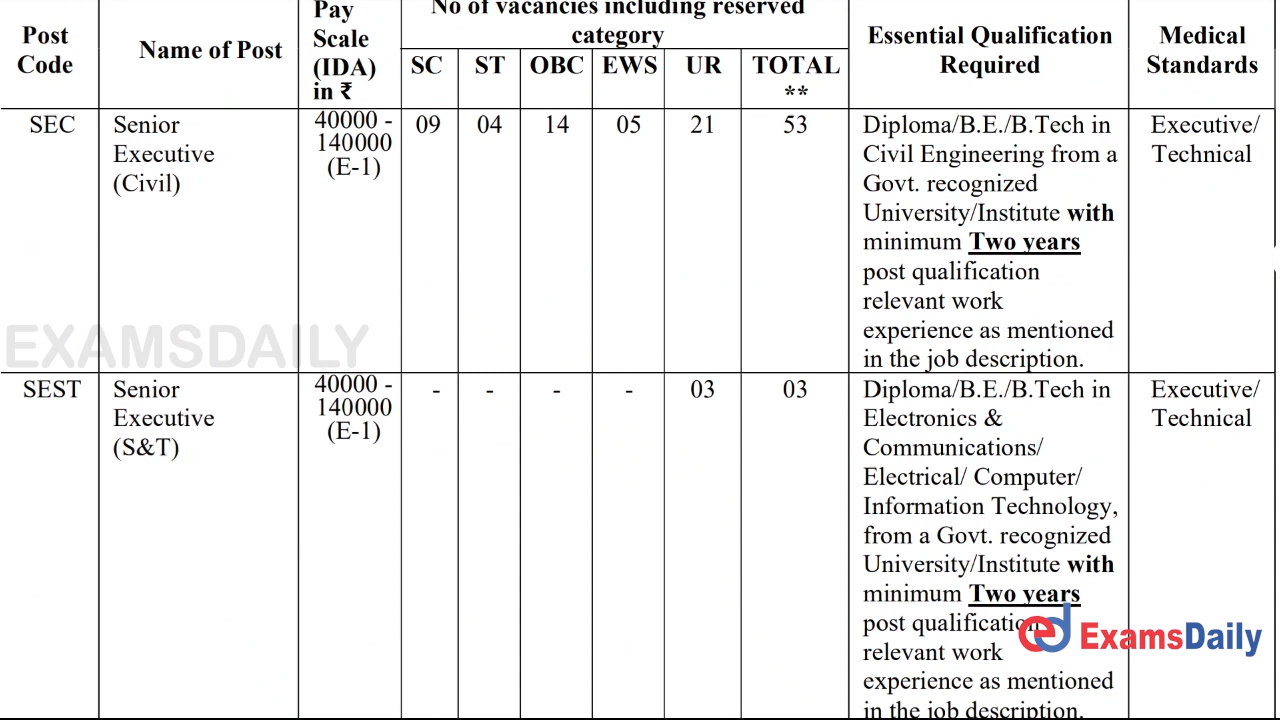 Post
Code
Name of Post
Pay
Scale
(IDA)
in ₹
No of vacancies including reserved
category
SC
ST
OBC
EWS
UR
TOTAL
**
Essential Qualification
Required
Medical
Standards
SEC
Senior
Executive
(Civil)
40000 -
140000
(E-1)
09
04
14
05
21
53
Diploma/B.E./B.Tech in
Civil Engineering from a
Govt. recognized
University/Institute with
minimum Two years
post qualification
relevant work
experience as mentioned
in the job description.
Executive/
Technical
EXAMSDAILY
SEST
Senior
Executive
(S&T)
40000 -
140000
(E-1)
-
-
-
-
03
03
Diploma/B.E./B.Tech in
Electronics &
Communications/
Electrical/ Computer/
Information Technology,
from a Govt. recognized
University/Institute with
minimum Two years
post qualification
relevant work
experience as mentioned
in the job description.
Executive/
Technical
ed ExamsDaily